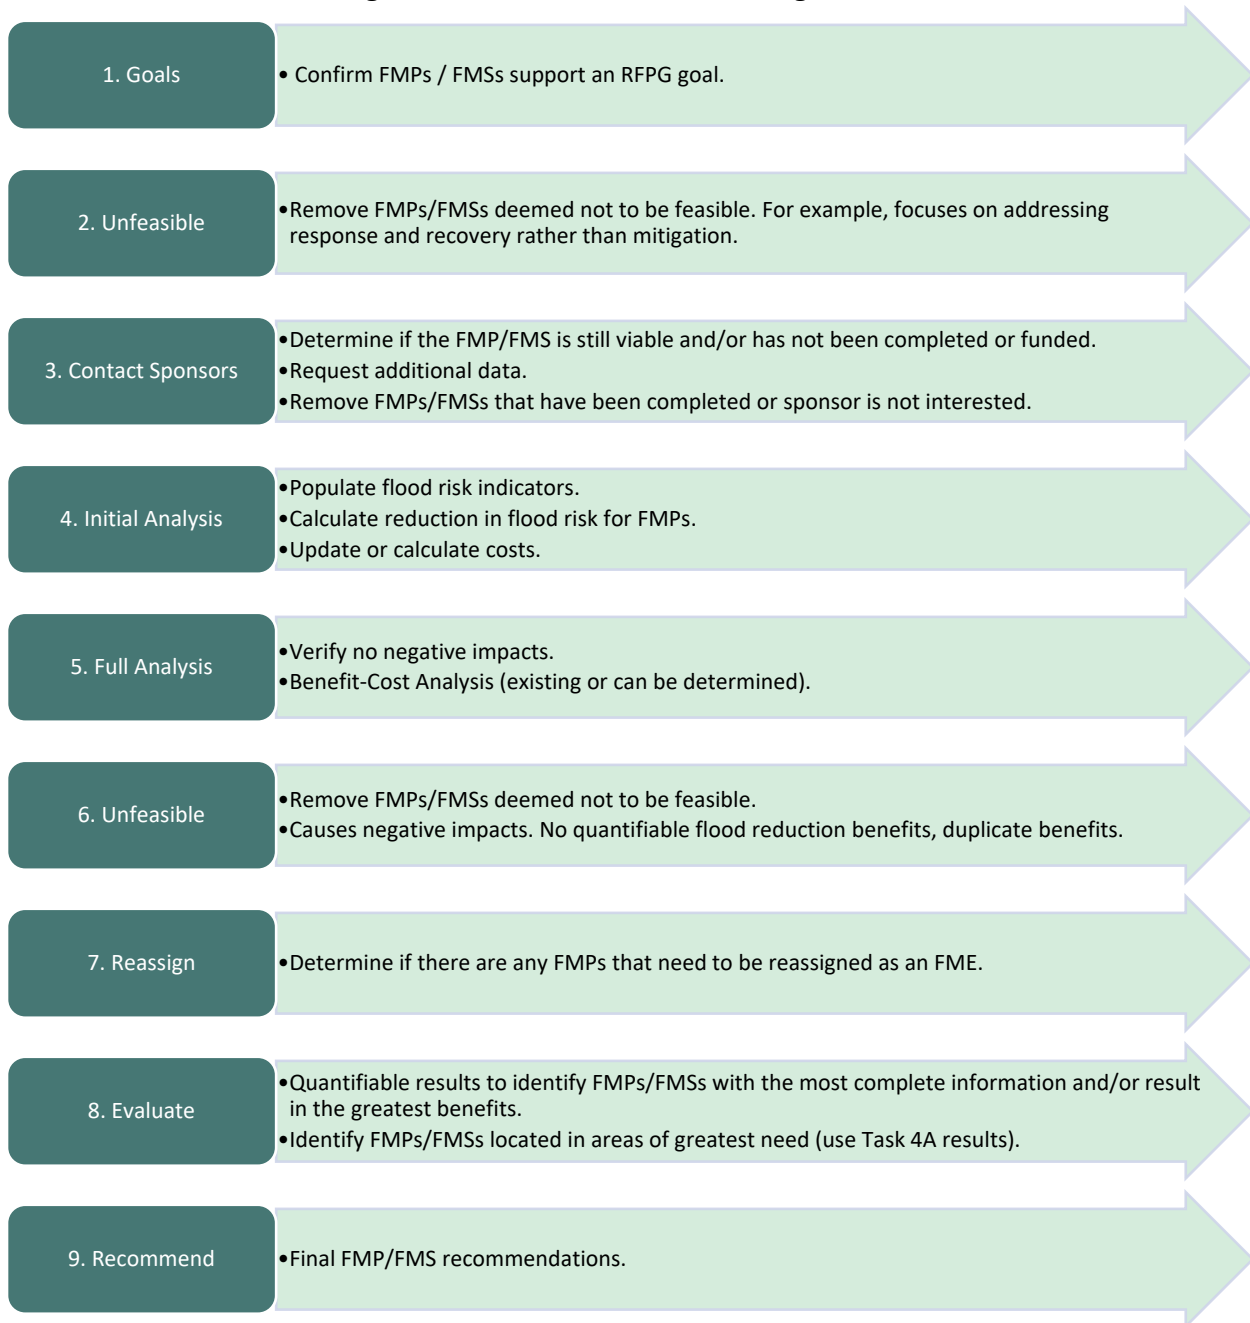 1. Goals
• Confirm FMPs / FMSs support an RFPG goal.
2. Unfeasible
•Remove FMPs/FMSs deemed not to be feasible. For example, focuses on addressing
response and recovery rather than mitigation.
3. Contact Sponsors
•Determine if the FMP/FMS is still viable and/or has not been completed or funded.
•Request additional data.
•Remove FMPs/FMSs that have been completed or sponsor is not interested.
4. Initial Analysis
•Populate flood risk indicators.
•Calculate reduction in flood risk for FMPs.
•Update or calculate costs.
5. Full Analysis
•Verify no negative impacts.
•Benefit-Cost Analysis (existing or can be determined).
6. Unfeasible
•Remove FMPs/FMSs deemed not to be feasible.
•Causes negative impacts. No quantifiable flood reduction benefits, duplicate benefits.
7. Reassign
•Determine if there are any FMPs that need to be reassigned as an FME.
8. Evaluate
•Quantifiable results to identify FMPs/FMSs with the most complete information and/or result
in the greatest benefits.
•Identify FMPs/FMSs located in areas of greatest need (use Task 4A results).
9. Recommend
•Final FMP/FMS recommendations.